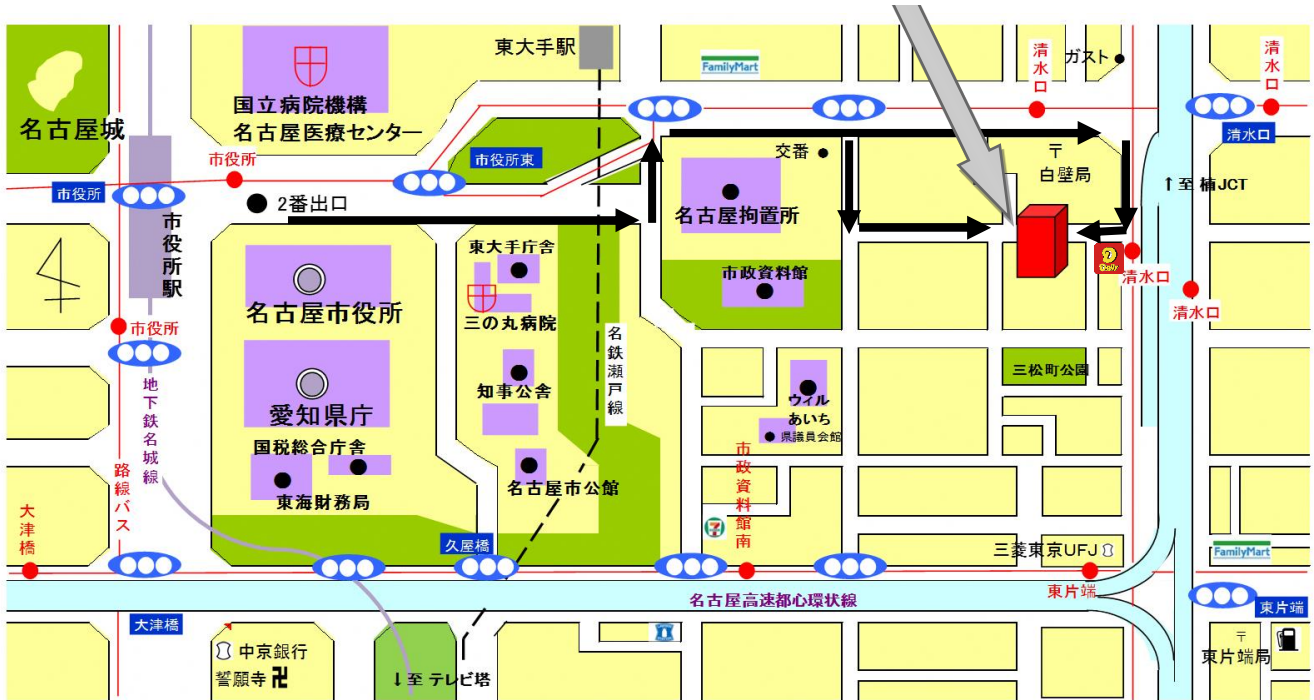 東大手駅
FamilyMart
清水口
ガスト
清水口
国立病院機構
名古屋医療センター
名古屋城
清水口
市役所
市役所東
交番
〒
白壁局
市役所
2番出口
名古屋拘置所
↑至 楠JCT
市役所駅
東大手庁舎
市政資料館
清水口
清水口
名古屋市役所
三の丸病院
市役所
名鉄瀬戸線
知事公舎
三松町公園
地下鉄名城線
愛知県庁
ウィル
あいち
県議員会館
国税総合庁舎
東海財務局
名古屋市公館
市政資料館南
路線バス
大津橋
久屋橋
三菱東京UFJ
FamilyMart
東片端
名古屋高速都心環状線
東片端
大津橋
中京銀行
誓願寺 卍
↓至 テレビ塔
〒
東片端局